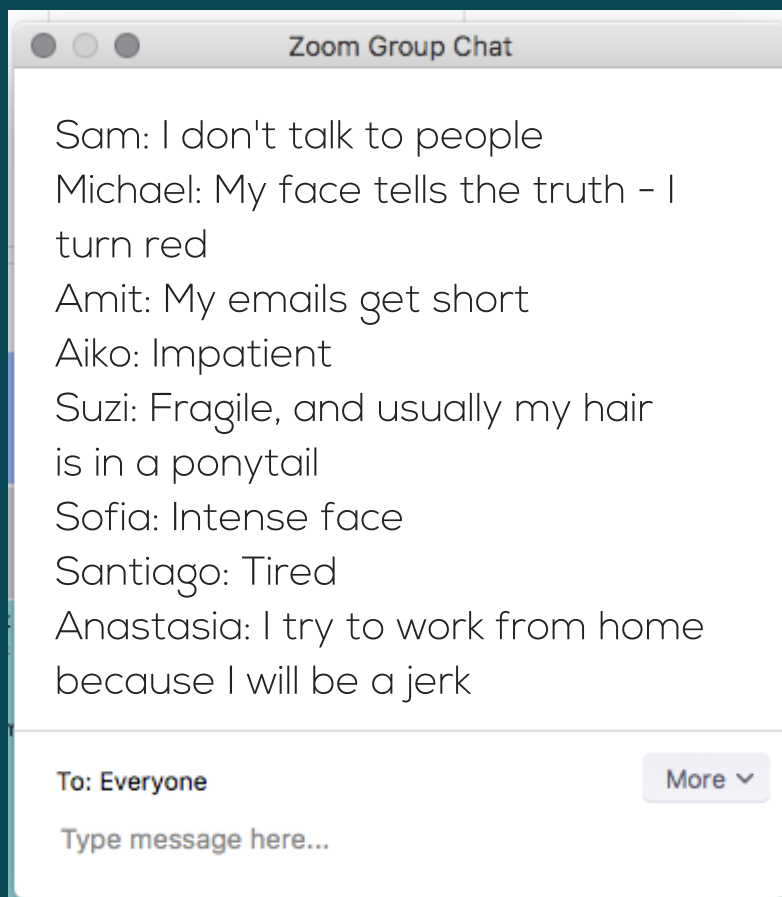 Zoom Group Chat
Sam: I don't talk to people
Michael: My face tells the truth - I
turn red
Amit: My emails get short
Aiko: Impatient
Suzi: Fragile, and usually my hair
is in a ponytail
Sofia: Intense face
Santiago: Tired
Anastasia: I try to work from home
because I will be a jerk
To: Everyone
More
Type message here...